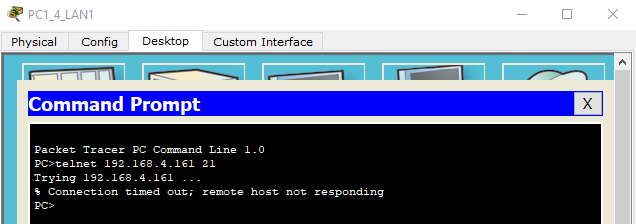 PC1_4_LAN1
Physical Config Desktop Custom Interface
Command Prompt X
Packet Tracer PC Command Line 1.0
PC>telnet 192.168.4.161 21
Trying 192.168.4.161 ...
% Connection timed out; remote host not responding
PC>